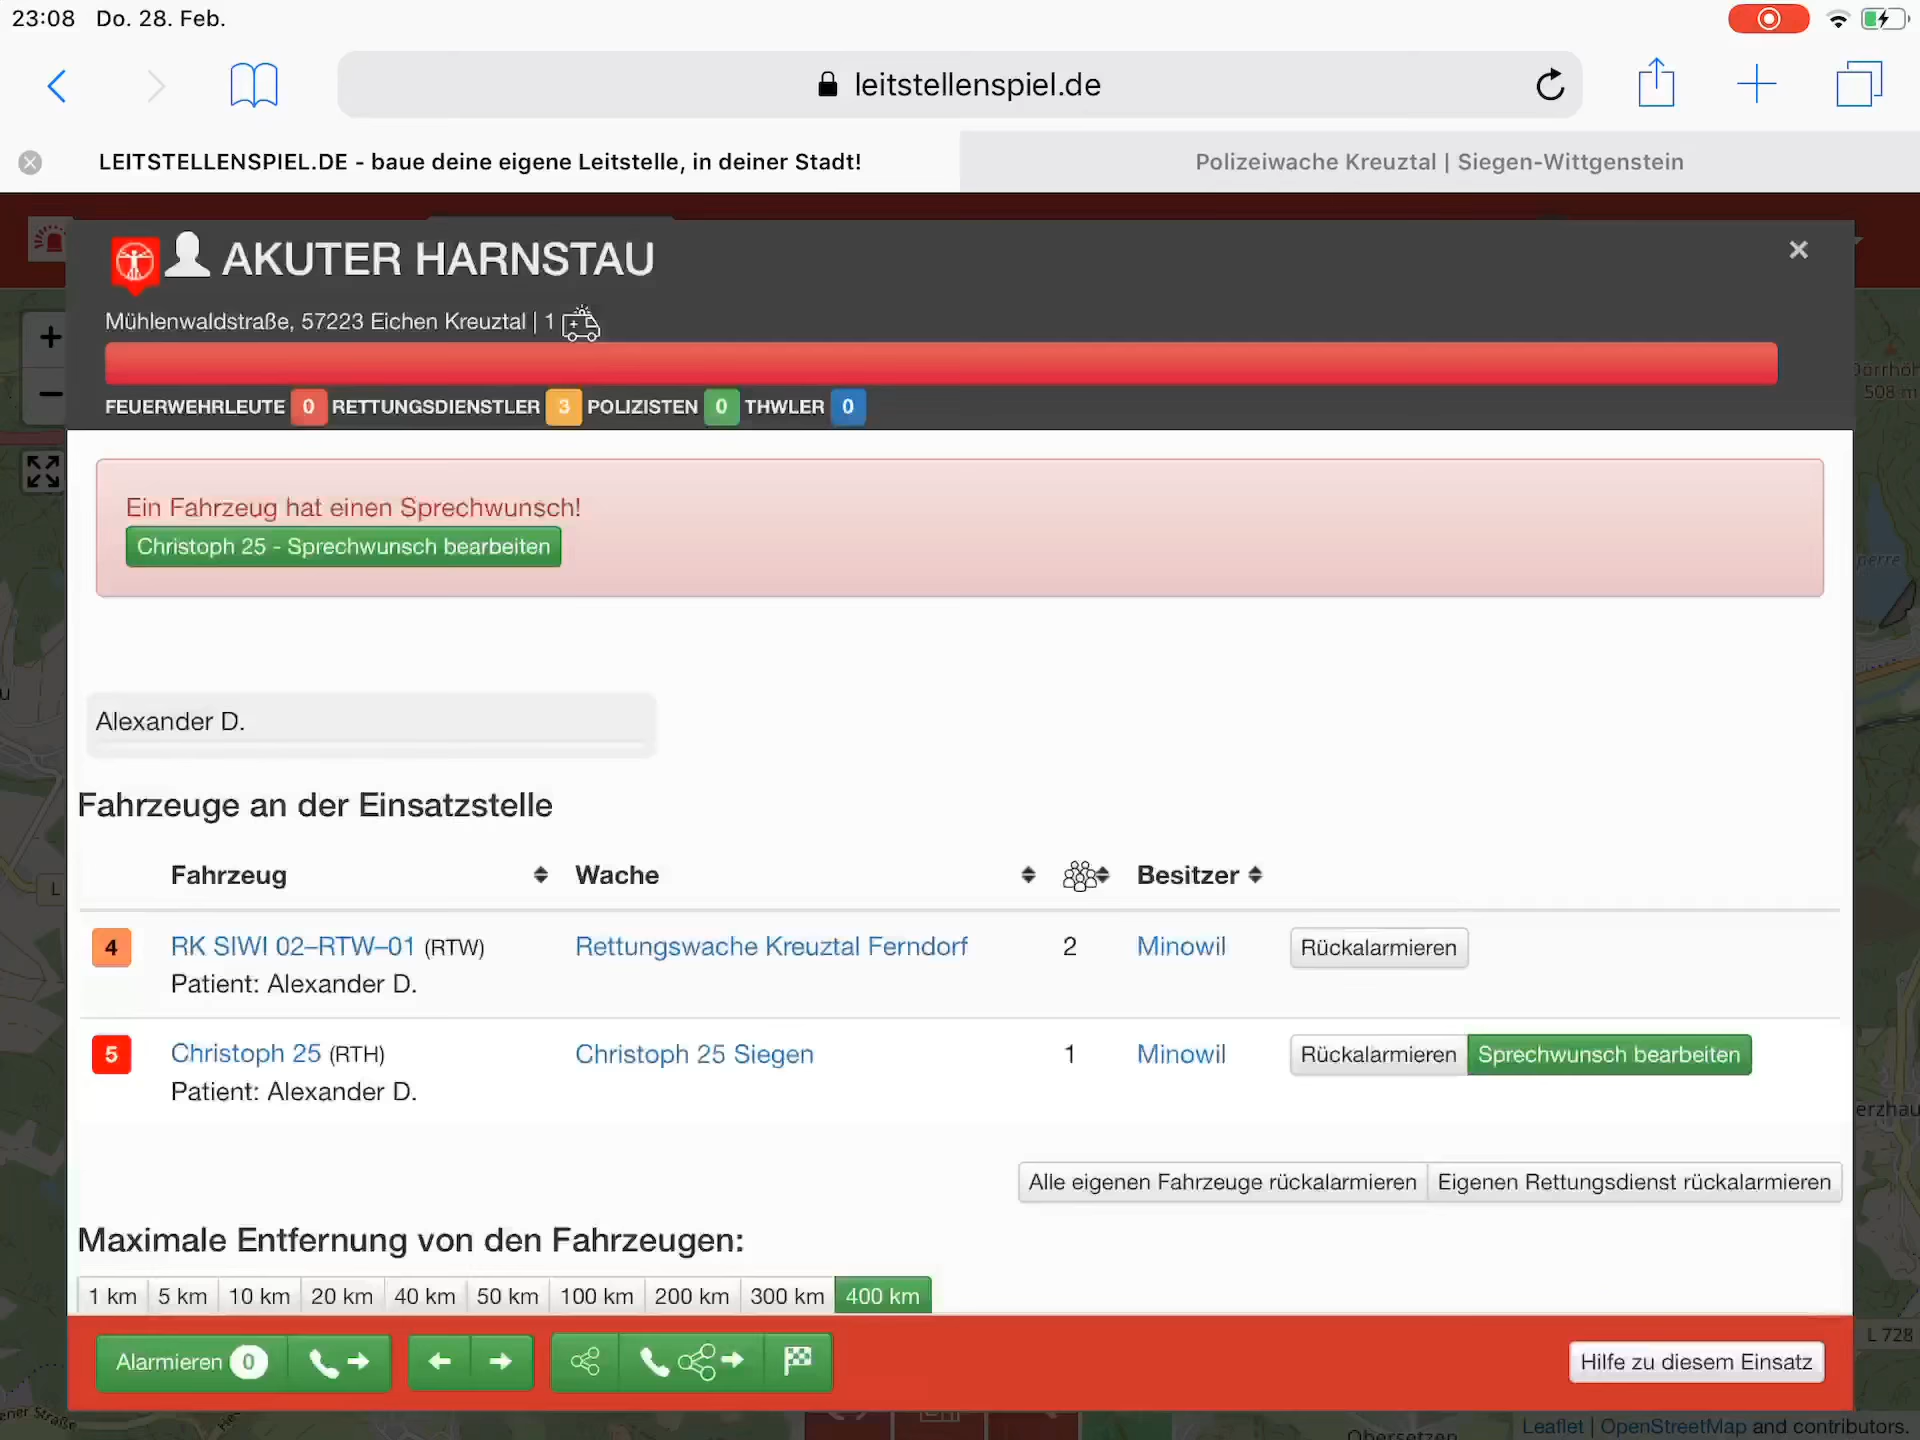 23:08 Do. 28. Feb.
leitstellenspiel.de
LEITSTELLENSPIEL.DE - baue deine eigene Leitstelle, in deiner Stadt!
Polizeiwache Kreuztal | Siegen-Wittgenstein
AKUTER HARNSTAU
Mühlenwaldstraße, 57223 Eichen Kreuztal | 1
FEUERWEHRLEUTE 0 RETTUNGSDIENSTLER 3 POLIZISTEN 0 THWLER 0
508 m
Ein Fahrzeug hat einen Sprechwunsch!
Christoph 25 - Sprechwunsch bearbeiten
Alexander D.
Fahrzeuge an der Einsatzstelle
Fahrzeug Wache Besitzer
4 RK SIWI 02–RTW–01 (RTW) Rettungswache Kreuztal Ferndorf 2 Minowil Rückalarmieren
Patient: Alexander D.
5 Christoph 25 (RTH) Christoph 25 Siegen 1 Minowil Rückalarmieren Sprechwunsch bearbeiten
Patient: Alexander D.
Alle eigenen Fahrzeuge rückalarmieren Eigenen Rettungsdienst rückalarmieren
Maximale Entfernung von den Fahrzeugen:
1 km 5 km 10 km 20 km 40 km 50 km 100 km 200 km 300 km 400 km
L 728
Alarmieren 0
Hilfe zu diesem Einsatz
Leaflet | OpenStreetMap and contributors.